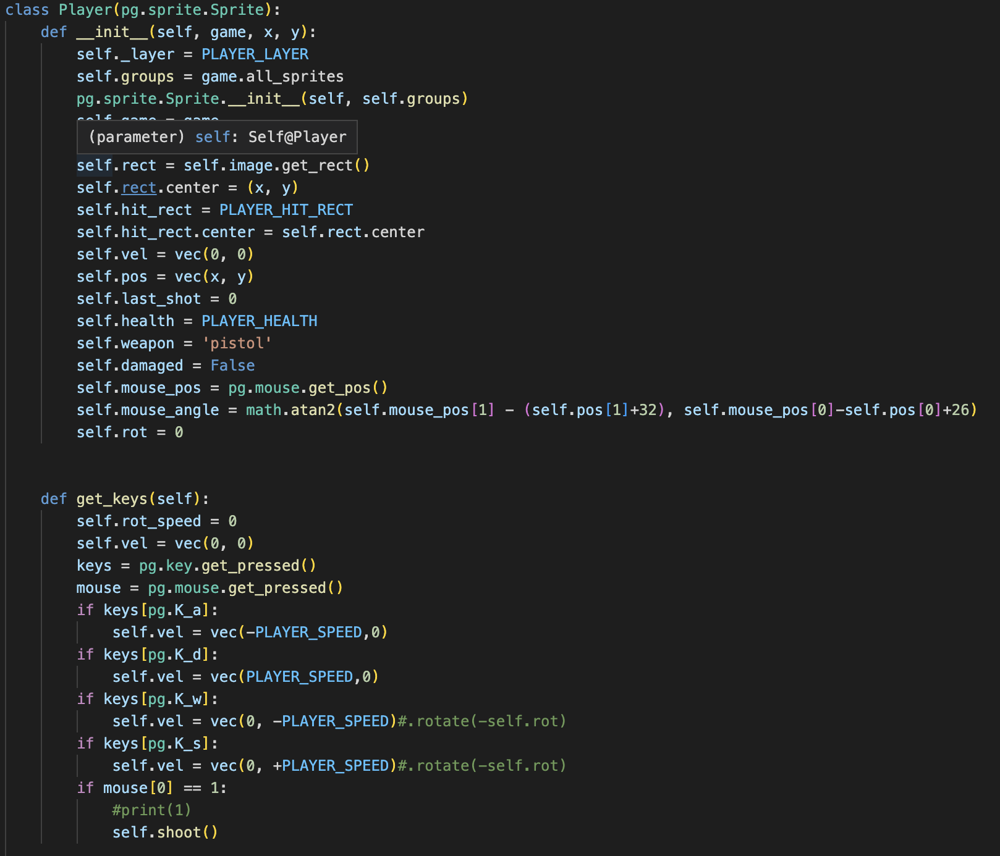 class Player(pg.sprite.Sprite):
    def __init__(self, game, x, y):
        self._layer = PLAYER_LAYER
        self.groups = game.all_sprites
        pg.sprite.Sprite.__init__(self, self.groups)
        self.game = game
        (parameter) self: Self@Player
        self.rect = self.image.get_rect()
        self.rect.center = (x, y)
        self.hit_rect = PLAYER_HIT_RECT
        self.hit_rect.center = self.rect.center
        self.vel = vec(0, 0)
        self.pos = vec(x, y)
        self.last_shot = 0
        self.health = PLAYER_HEALTH
        self.weapon = 'pistol'
        self.damaged = False
        self.mouse_pos = pg.mouse.get_pos()
        self.mouse_angle = math.atan2(self.mouse_pos[1] - (self.pos[1]+32), self.mouse_pos[0]-self.pos[0]+26)
        self.rot = 0
    def get_keys(self):
        self.rot_speed = 0
        self.vel = vec(0, 0)
        keys = pg.key.get_pressed()
        mouse = pg.mouse.get_pressed()
        if keys[pg.K_a]:
            self.vel = vec(-PLAYER_SPEED,0)
        if keys[pg.K_d]:
            self.vel = vec(PLAYER_SPEED,0)
        if keys[pg.K_w]:
            self.vel = vec(0, -PLAYER_SPEED)#.rotate(-self.rot)
        if keys[pg.K_s]:
            self.vel = vec(0, +PLAYER_SPEED)#.rotate(-self.rot)
        if mouse[0] == 1:
            #print(1)
            self.shoot()